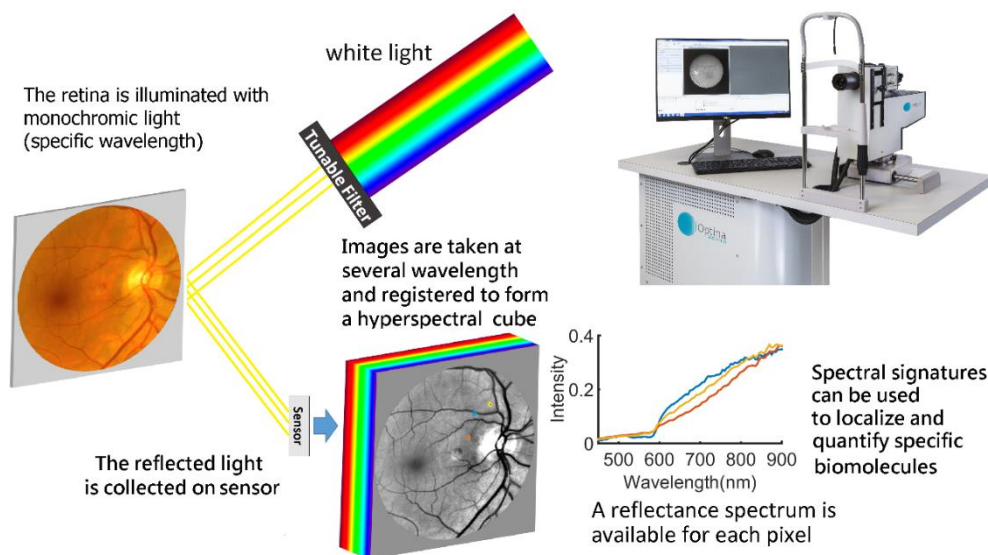 white light
The retina is illuminated with
monochromic light
(specific wavelength)
Tunable Filter
Images are taken at
several wavelength
and registered to form
a hyperspectral cube
Sensor
The reflected light
is collected on sensor
Optina
0.4
0.2
0
Intensity
500 600 700 800 900
Wavelength(nm)
A reflectance spectrum is
available for each pixel
Spectral signatures
can be used
to localize and
quantify specific
biomolecules